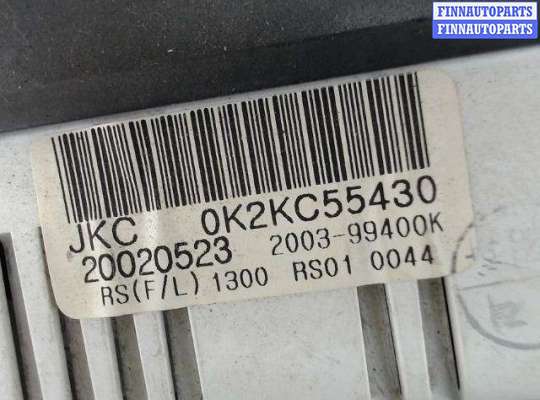 FINNAUTOPARTS
FINNAUTOPARTS
JKC 0K2KC55430
20020523 2003-99400K
RS(F/L) 1300 RS01 0044